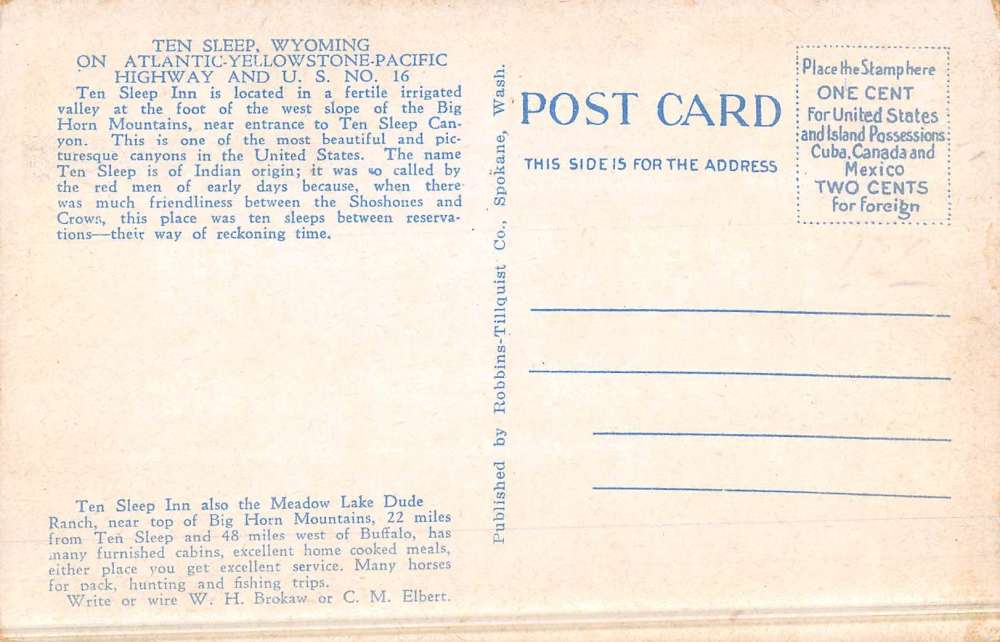 TEN SLEEP, WYOMING
ON ATLANTIC-YELLOWSTONE-PACIFIC
HIGHWAY AND U. S. NO. 16
Ten Sleep Inn is located in a fertile irrigated
valley at the foot of the west slope of the Big
Horn Mountains, near entrance to Ten Sleep Can-
yon. This is one of the most beautiful and pic-
turesque canyons in the United States. The name
Ten Sleep is of Indian origin; it was so called by
the red men of early days because, when there
was much friendliness between the Shoshones and
Crows, this place was ten sleeps between reserva-
tions—their way of reckoning time.
Ten Sleep Inn also the Meadow Lake Dude
Ranch, near top of Big Horn Mountains, 22 miles
from Ten Sleep and 48 miles west of Buffalo, has
many furnished cabins, excellent home cooked meals,
either place you get excellent service. Many horses
for pack, hunting and fishing trips.
Write or wire W. H. Brokaw or C. M. Elbert.
Published by Robbins-Tillquist Co., Spokane, Wash.
POST CARD
THIS SIDE IS FOR THE ADDRESS
Place the Stamp here
ONE CENT
For United States
and Island Possessions
Cuba, Canada and
Mexico
TWO CENTS
for foreign